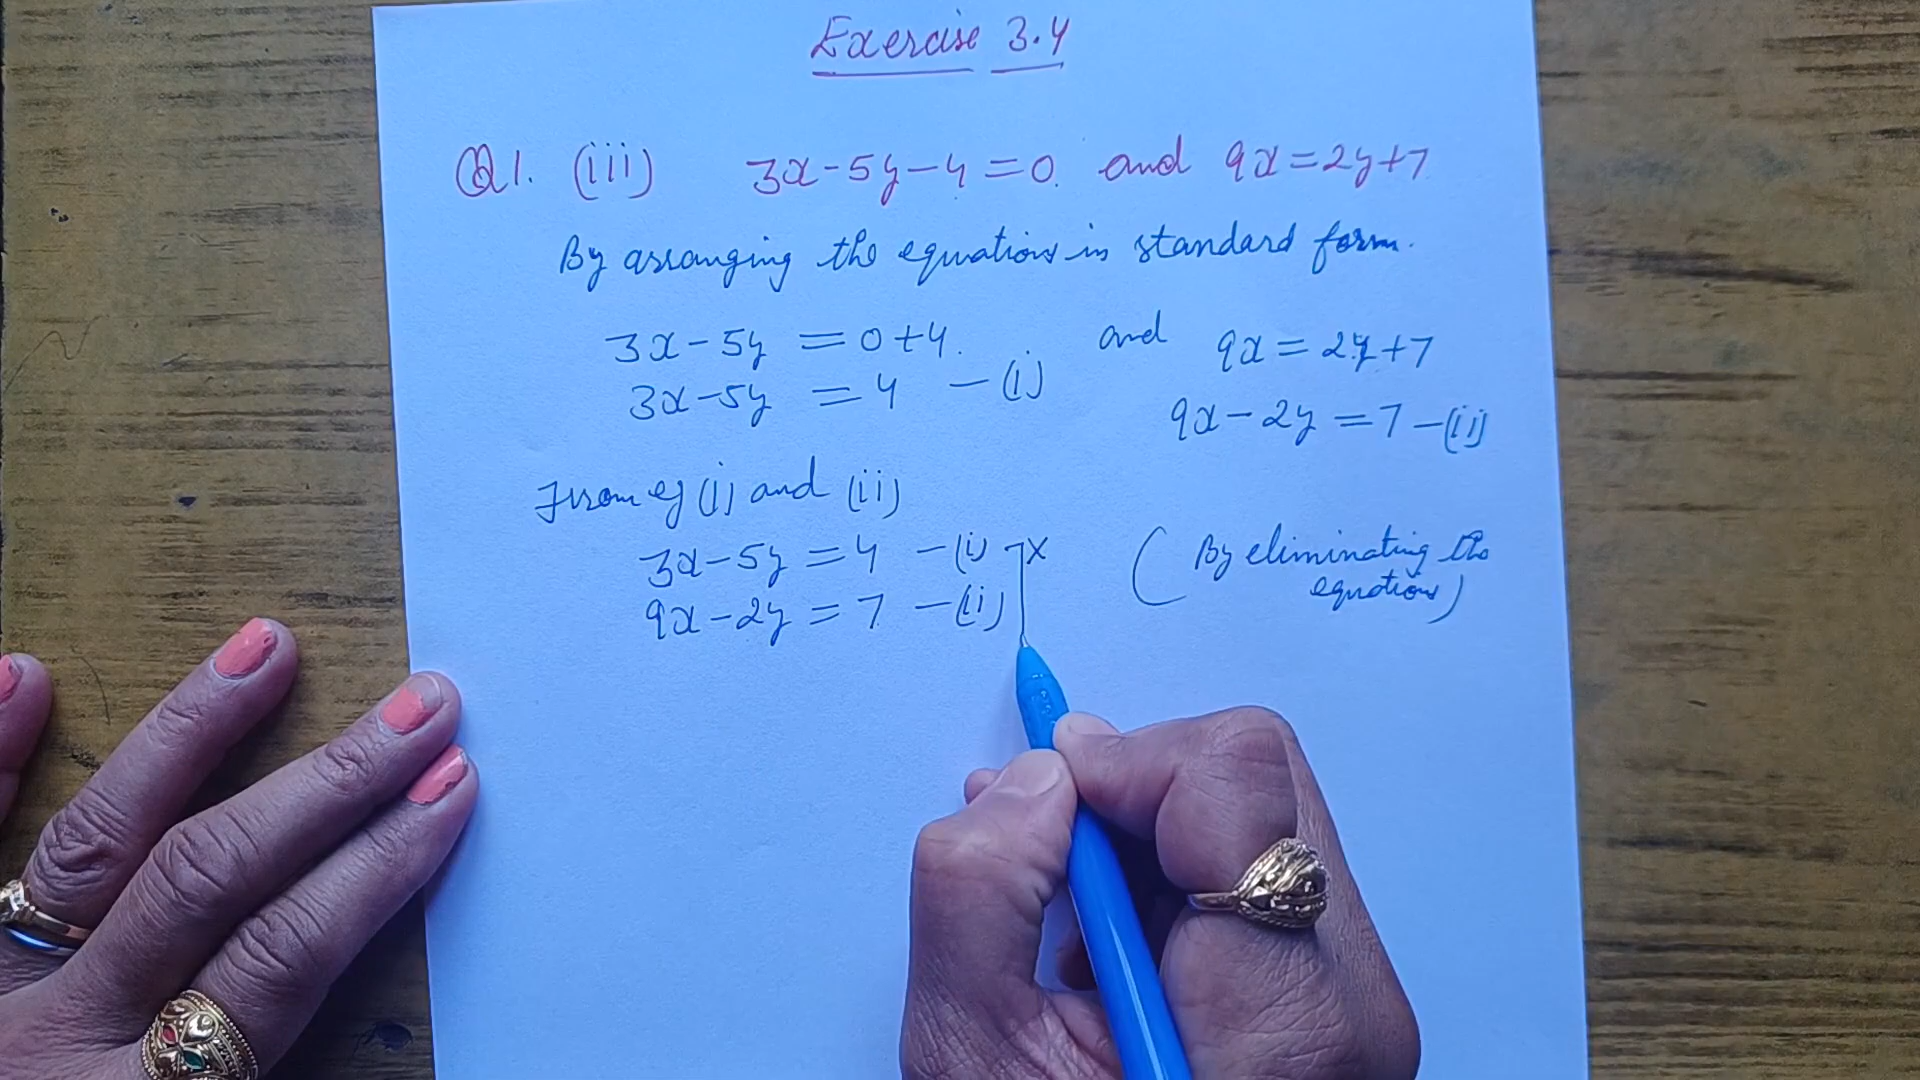 Exercise 3.4
Q1. (iii) 3x-5y-4=0. and 9x=2y+7
By arranging the equations in standard form.
3x-5y = 0+4. and 9x = 2y+7
3x-5y = 4 -(i)
9x-2y = 7-(ii)
From eq (i) and (ii)
3x-5y = 4 -(i) ×
9x-2y = 7 -(ii)
(By eliminating the
equations)